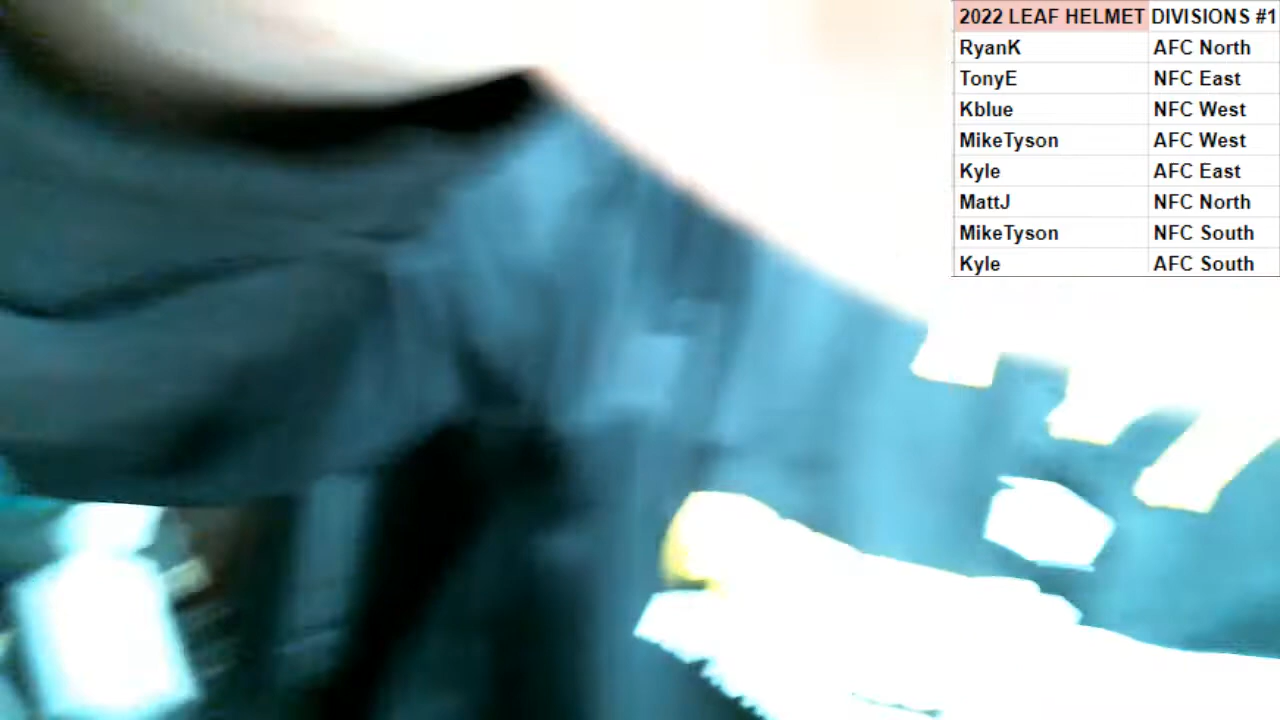 2022 LEAF HELMET DIVISIONS #1
RyanK AFC North
TonyE NFC East
Kblue NFC West
MikeTyson AFC West
Kyle AFC East
MattJ NFC North
MikeTyson NFC South
Kyle AFC South